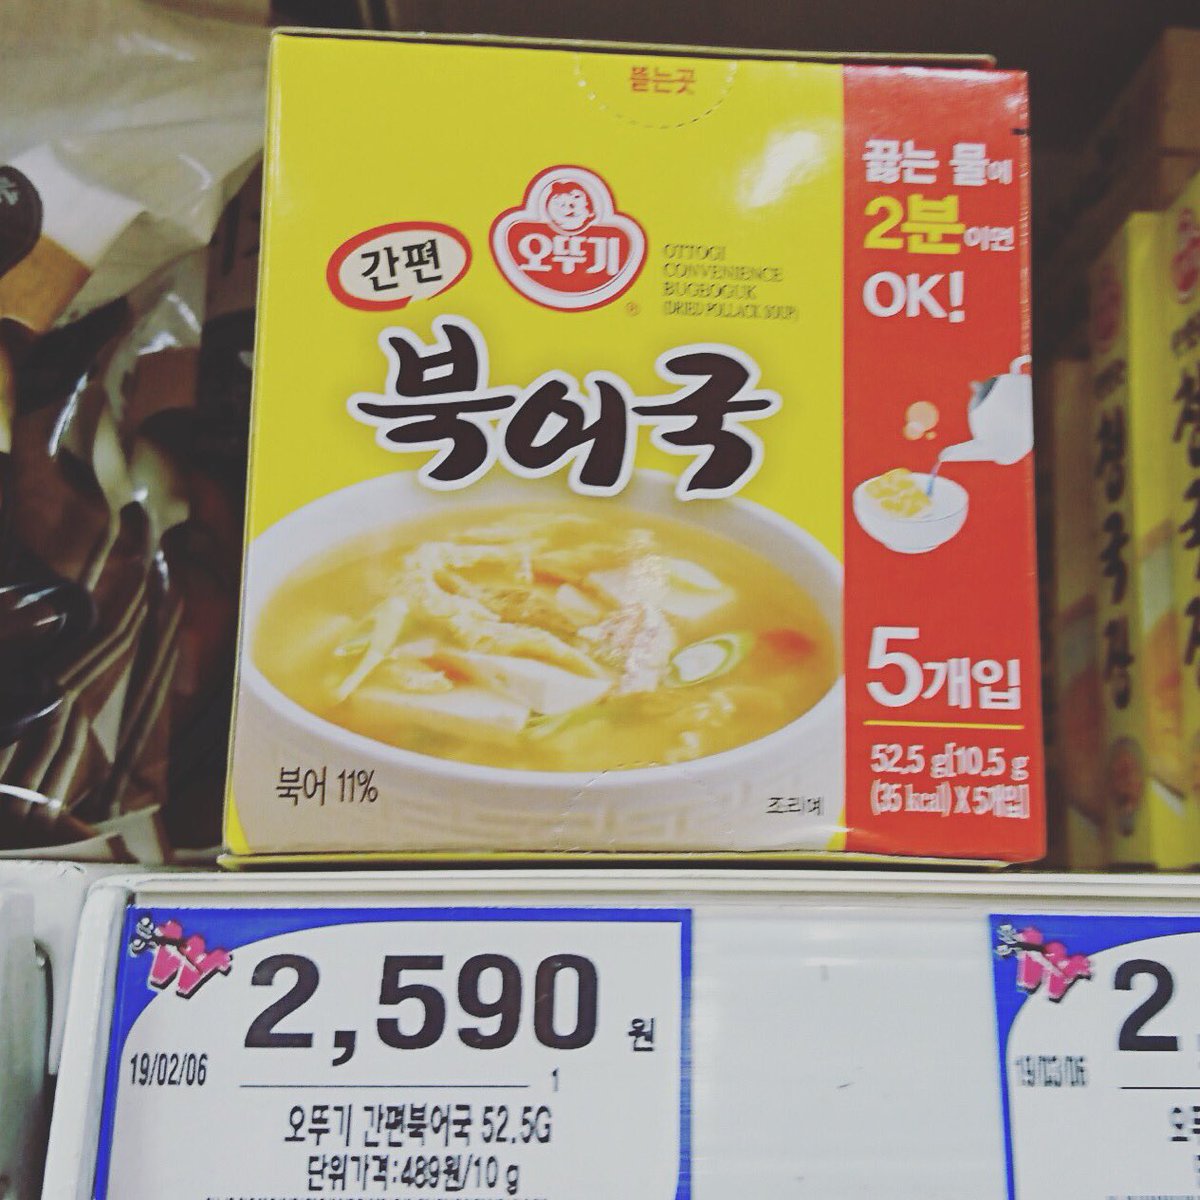 뜯는곳
간편
오뚜기
OTTOGI
CONVENIENCE
BUGEOGUK
(DRIED POLLACK SOUP)
북어국
북어 11%
조리예
끓는 물에
2분이면
OK!
5개입
52.5 g[10.5 g
(35 kcal) X 5개입]
2,590 원
19/02/06
1
오뚜기 간편북어국 52.5G
단위가격:489원/10 g
2